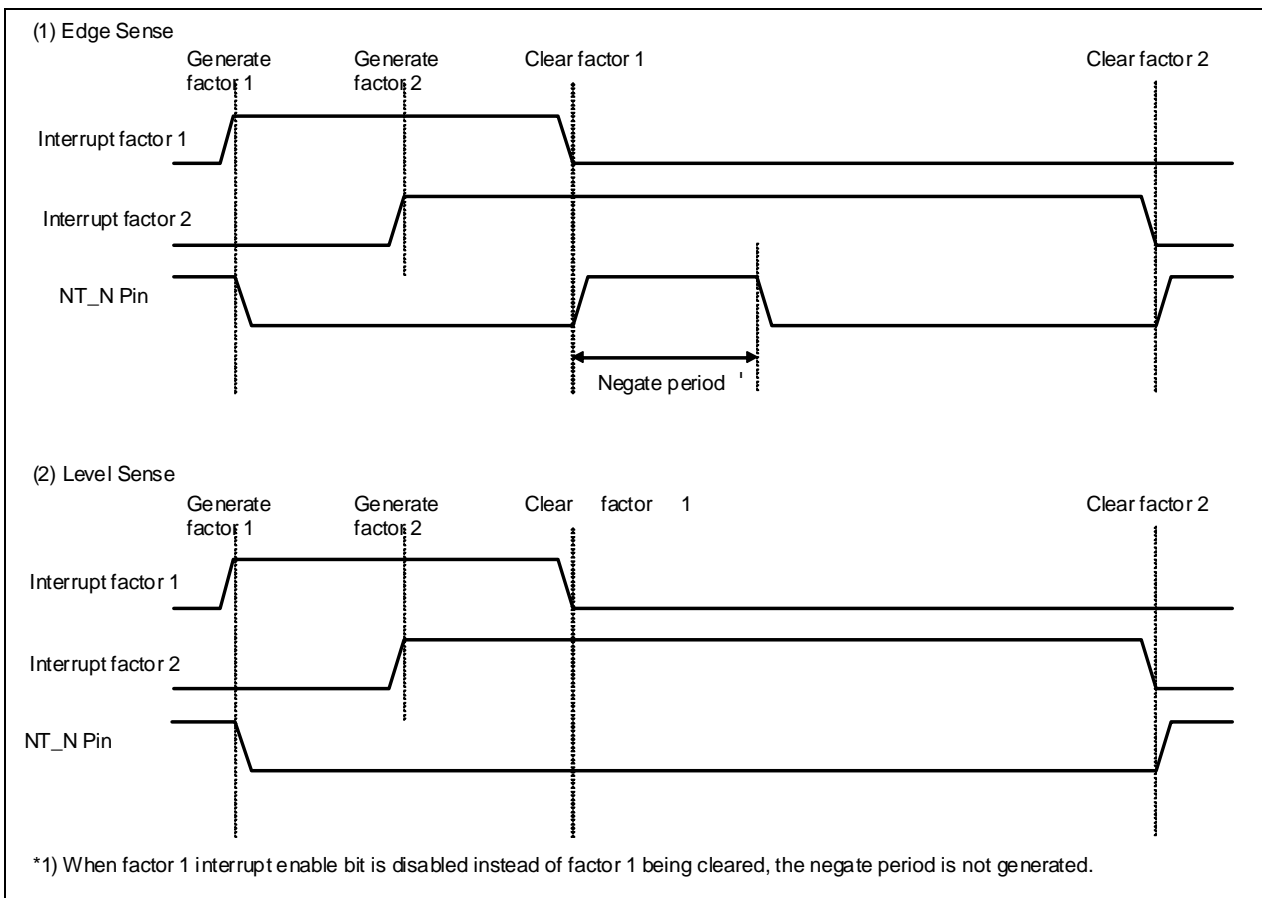 (1) Edge Sense
Generate factor 1
Generate factor 2
Clear factor 1
Clear factor 2
Interrupt factor 1
Interrupt factor 2
NT_N Pin
Negate period
(2) Level Sense
Generate factor 1
Generate factor 2
Clear factor 1
Clear factor 2
Interrupt factor 1
Interrupt factor 2
NT_N Pin
*1) When factor 1 interrupt enable bit is disabled instead of factor 1 being cleared, the negate period is not generated.